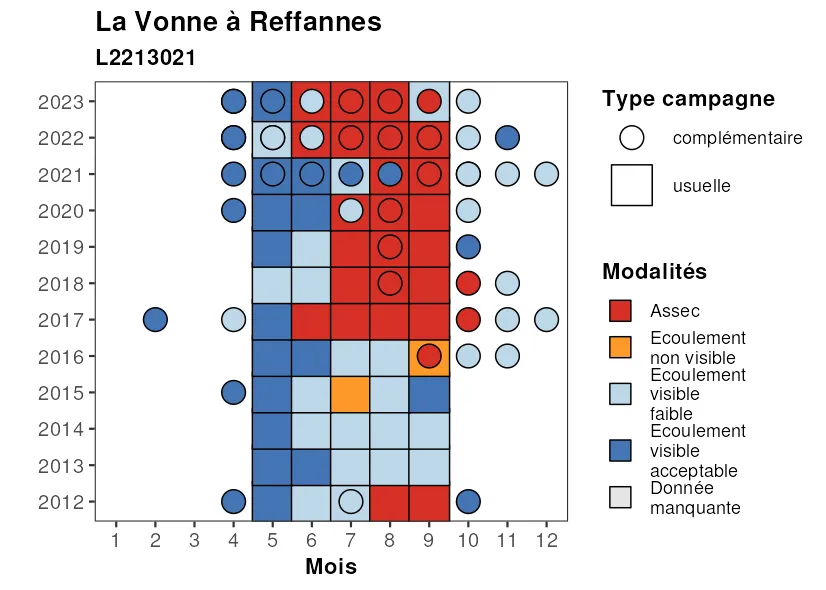 La Vonne à Reffannes
L2213021
2023
2022
2021
2020
2019
2018
2017
2016
2015
2014
2013
2012
1 2 3 4 5 6 7 8 9 10 11 12
Mois
Type campagne
complémentaire
usuelle
Modalités
Assec
Ecoulement
non visible
Ecoulement
visible
faible
Ecoulement
visible
acceptable
Donnée
manquante